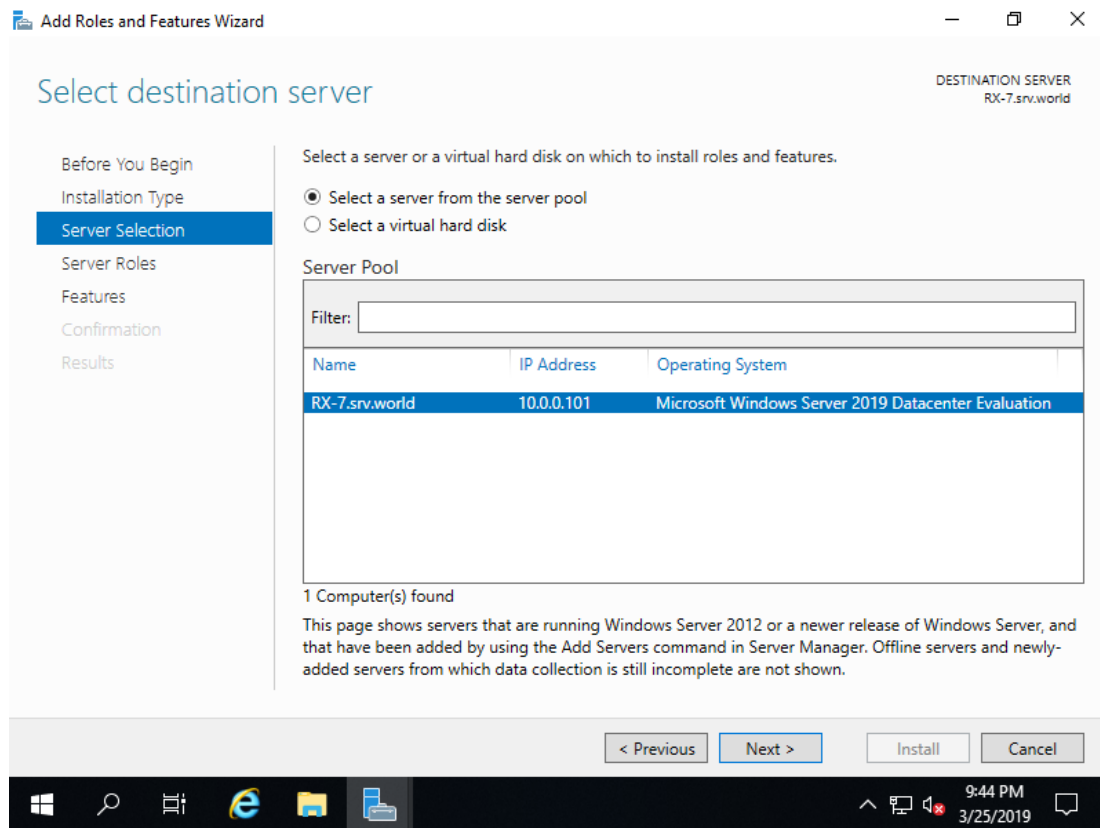 Add Roles and Features Wizard
Select destination server
DESTINATION SERVER
RX-7.srv.world
Before You Begin
Installation Type
Server Selection
Server Roles
Features
Confirmation
Results
Select a server or a virtual hard disk on which to install roles and features.
Select a server from the server pool
Select a virtual hard disk
Server Pool
Filter:
Name IP Address Operating System
RX-7.srv.world 10.0.0.101 Microsoft Windows Server 2019 Datacenter Evaluation
1 Computer(s) found
This page shows servers that are running Windows Server 2012 or a newer release of Windows Server, and
that have been added by using the Add Servers command in Server Manager. Offline servers and newly-
added servers from which data collection is still incomplete are not shown.
< Previous Next > Install Cancel
9:44 PM
3/25/2019